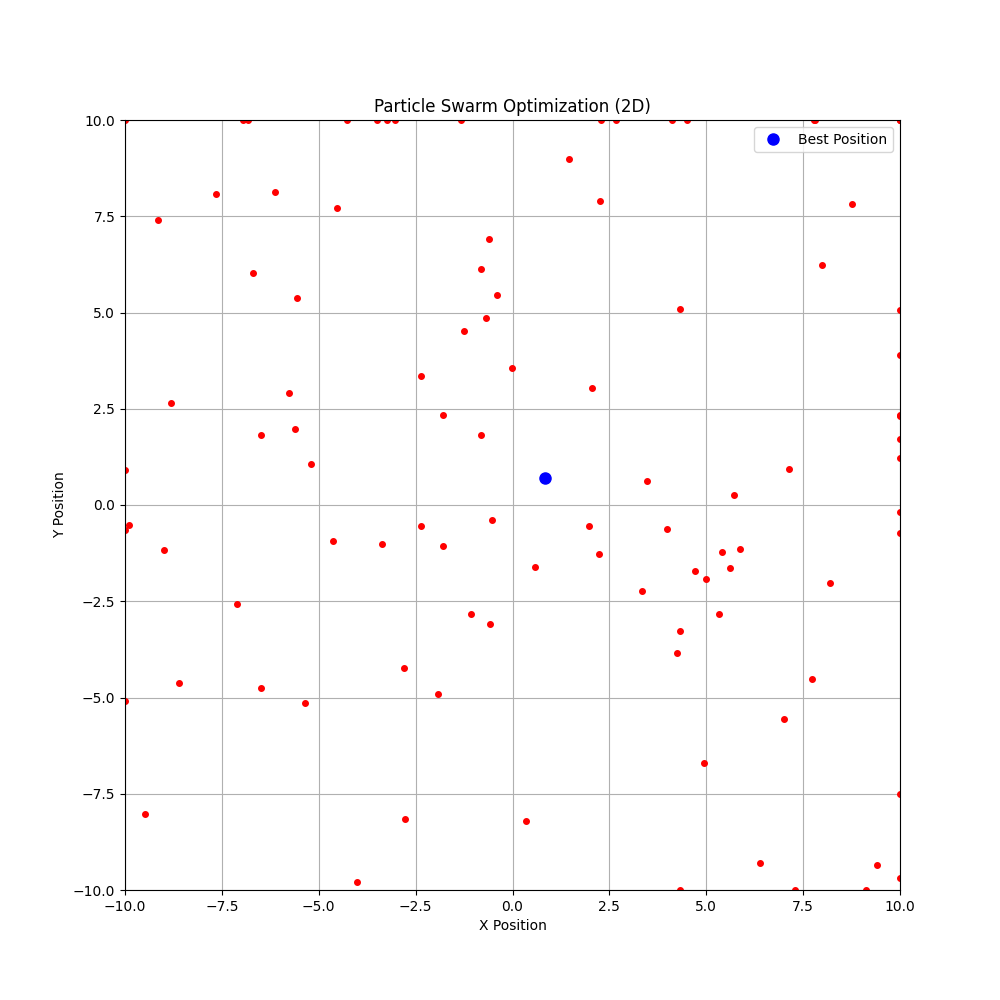 Particle Swarm Optimization (2D)
Best Position
10.0
7.5
5.0
2.5
0.0
−2.5
−5.0
−7.5
−10.0
Y Position
−10.0 −7.5 −5.0 −2.5 0.0 2.5 5.0 7.5 10.0
X Position